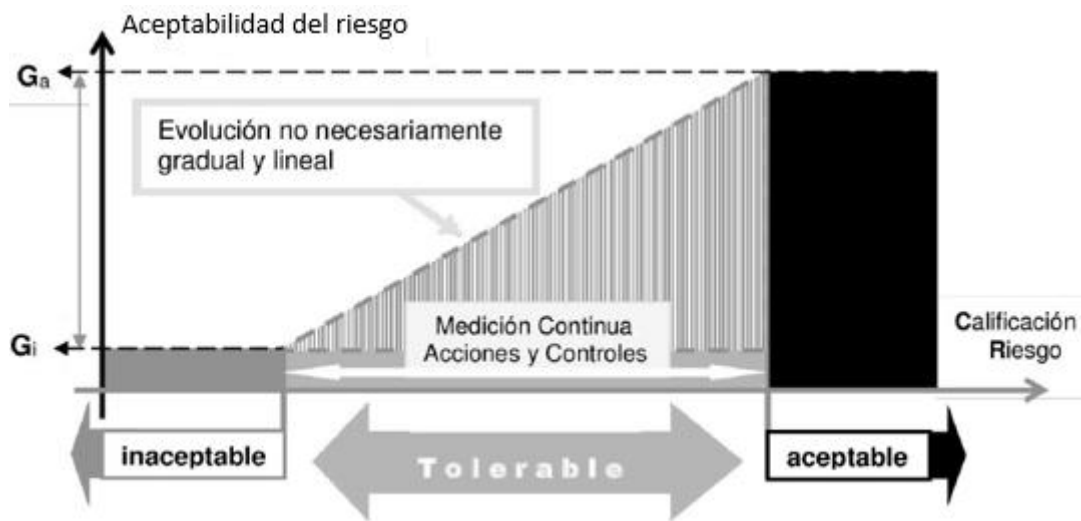 Aceptabilidad del riesgo
Ga
Evolución no necesariamente
gradual y lineal
Gi
Medición Continua
Acciones y Controles
Calificación
Riesgo
inaceptable
Tolerable
aceptable